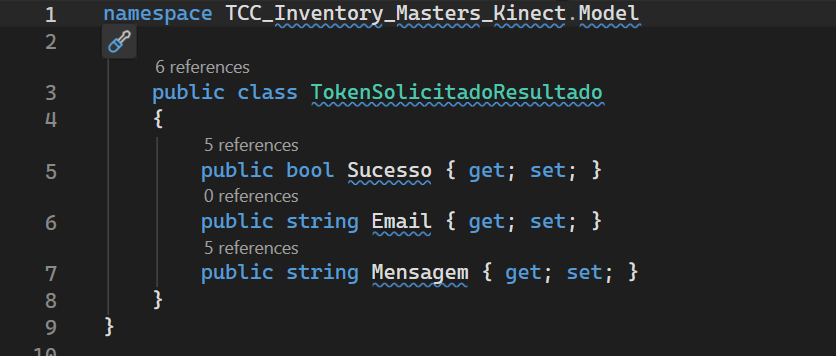 1 namespace TCC_Inventory_Masters_Kinect.Model
2
6 references
3 public class TokenSolicitadoResultado
4 {
5 references
5 public bool Sucesso { get; set; }
0 references
6 public string Email { get; set; }
5 references
7 public string Mensagem { get; set; }
8 }
9 }
10